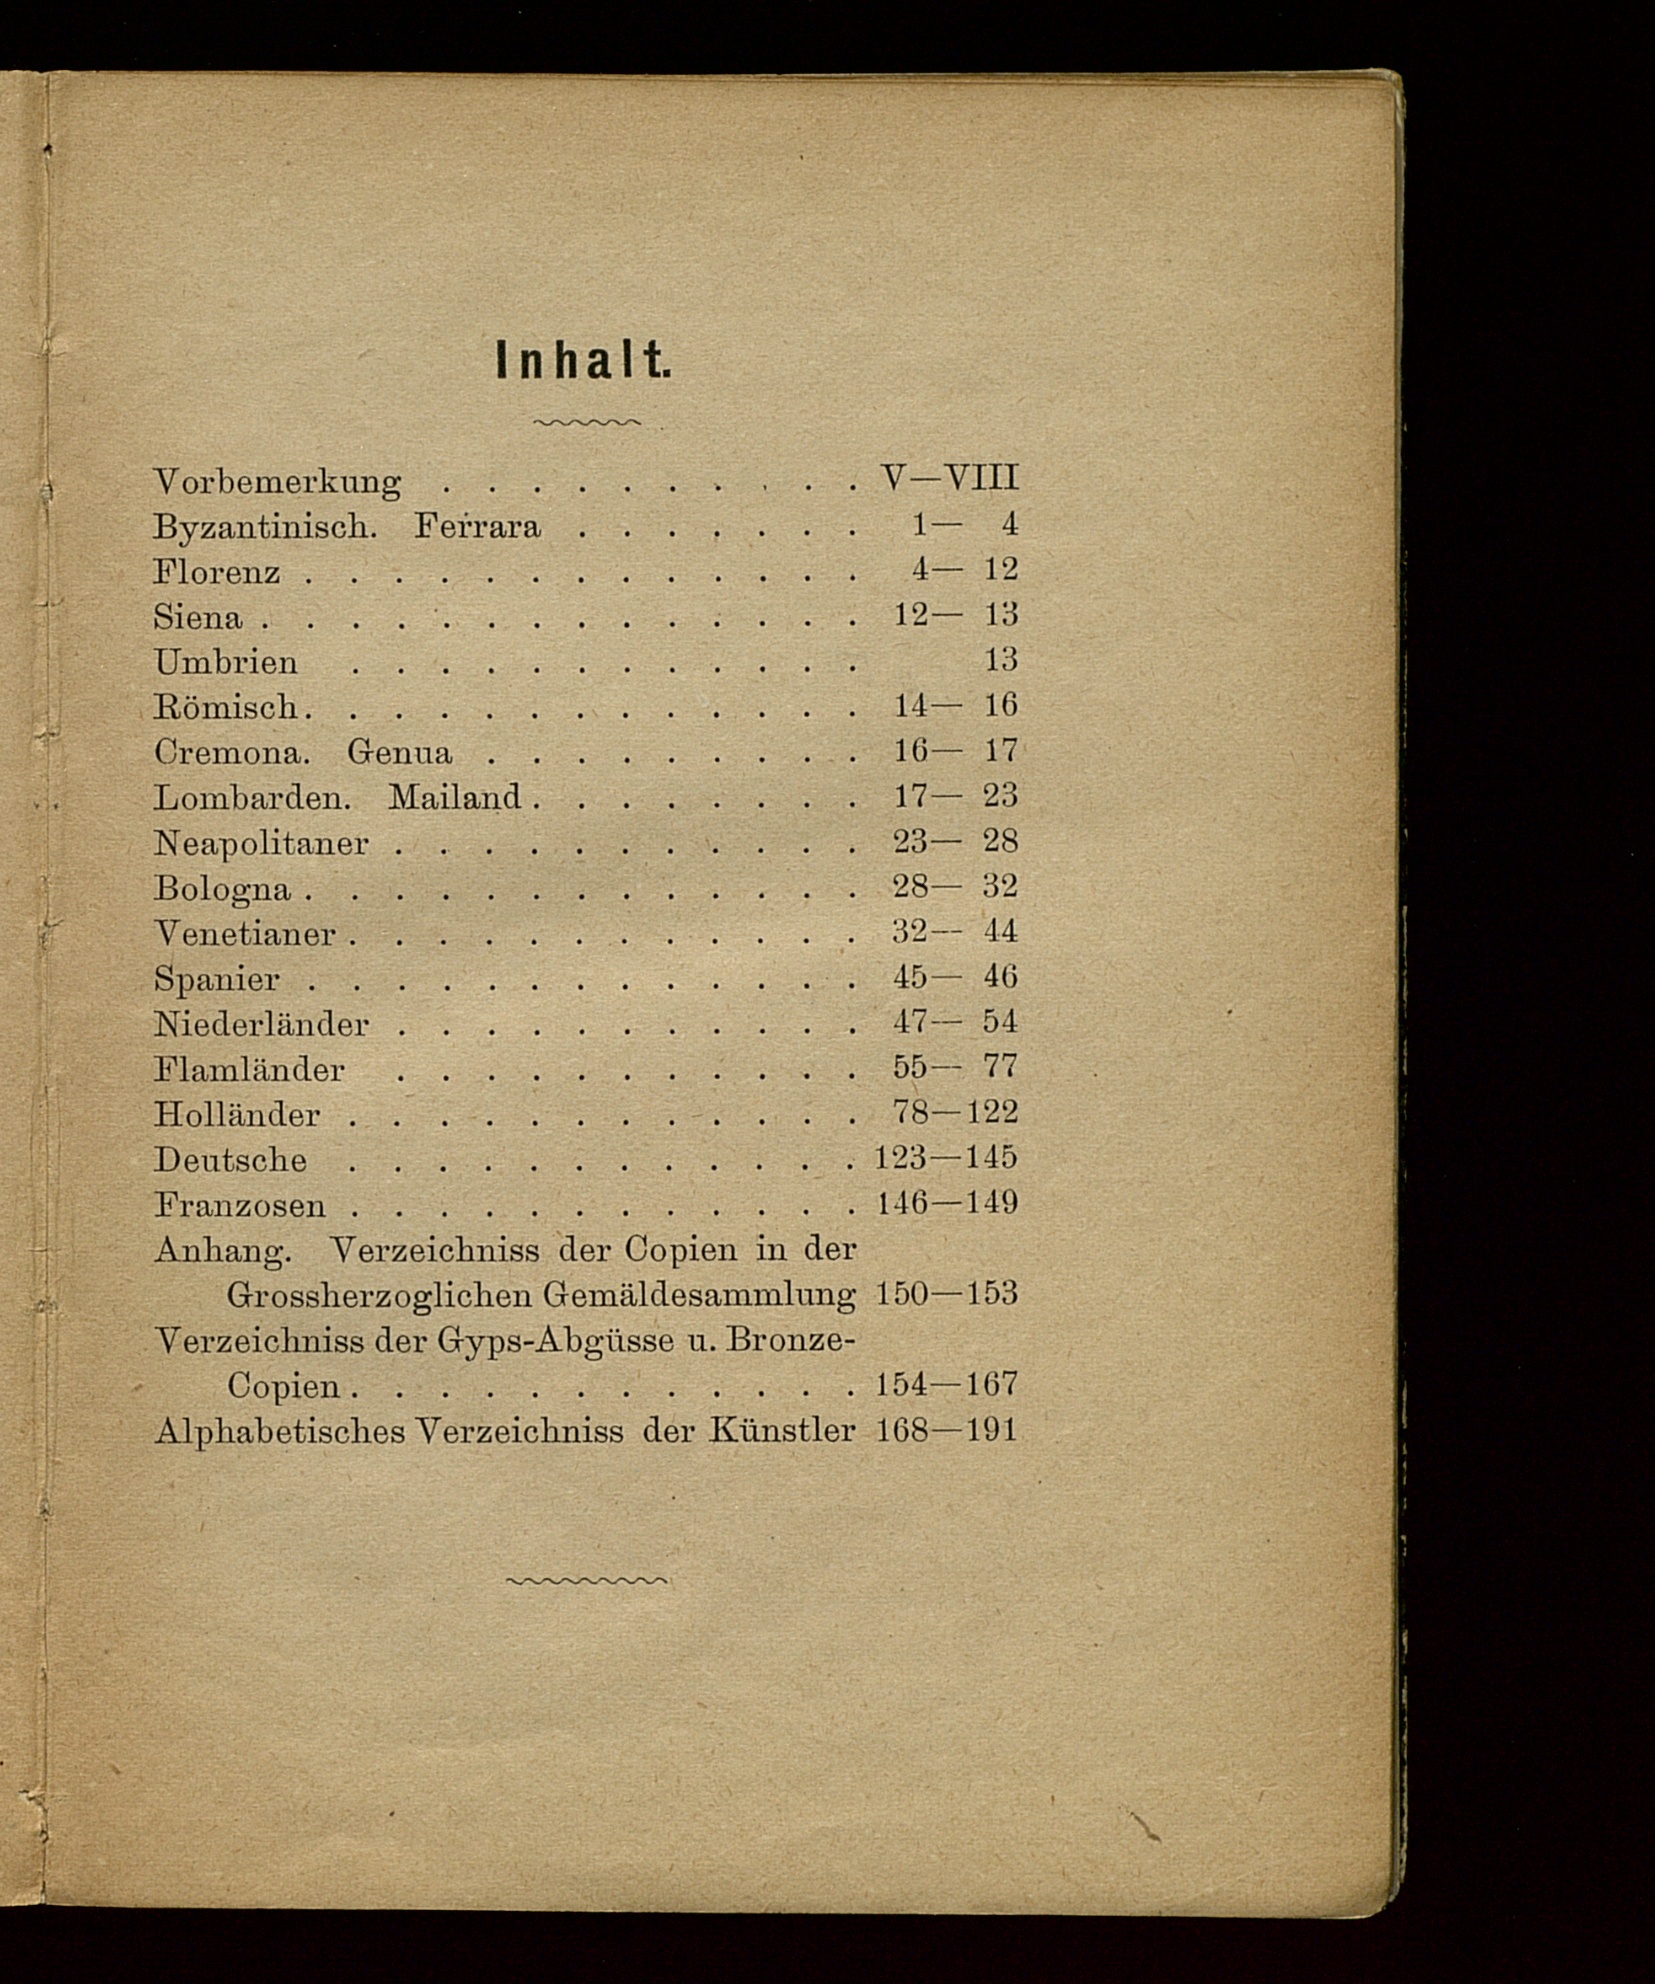 Inhalt.
Vorbemerkung . . . . . . . . . . V—VIII
Byzantinisch. Ferrara . . . . . . . 1— 4
Florenz . . . . . . . . . . . . . 4— 12
Siena . . . . . . . . . . . . . . 12— 13
Umbrien . . . . . . . . . . . . 13
Römisch. . . . . . . . . . . . . 14— 16
Cremona. Genua . . . . . . . . . 16— 17
Lombarden. Mailand . . . . . . . . 17— 23
Neapolitaner . . . . . . . . . . . 23— 28
Bologna . . . . . . . . . . . . . 28— 32
Venetianer . . . . . . . . . . . . 32— 44
Spanier . . . . . . . . . . . . . 45— 46
Niederländer . . . . . . . . . . . 47— 54
Flamländer . . . . . . . . . . . 55— 77
Holländer . . . . . . . . . . . . 78—122
Deutsche . . . . . . . . . . . . 123—145
Franzosen . . . . . . . . . . . . 146—149
Anhang. Verzeichniss der Copien in der
Grossherzoglichen Gemäldesammlung 150—153
Verzeichniss der Gyps-Abgüsse u. Bronze-
Copien . . . . . . . . . . . . 154—167
Alphabetisches Verzeichniss der Künstler 168—191